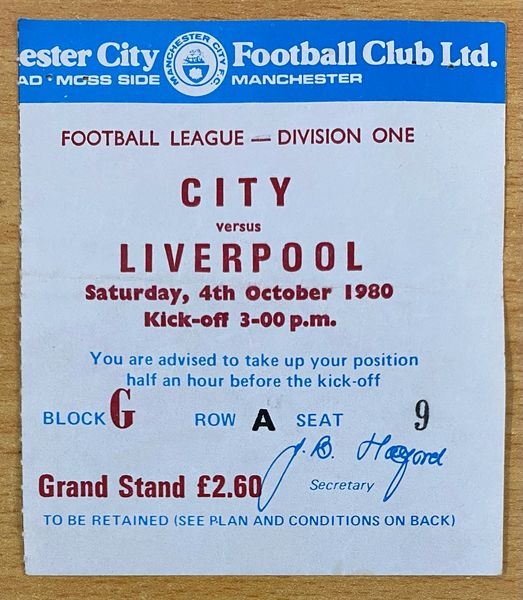 ester City Football Club Ltd.
AD · MOSS SIDE MANCHESTER
MANCHESTER CITY F.C.
FOOTBALL LEAGUE — DIVISION ONE
CITY
versus
LIVERPOOL
Saturday, 4th October 1980
Kick-off 3-00 p.m.
You are advised to take up your position
half an hour before the kick-off
BLOCK G ROW A SEAT 9
J. B. Halford
Grand Stand £2.60
Secretary
TO BE RETAINED (SEE PLAN AND CONDITIONS ON BACK)